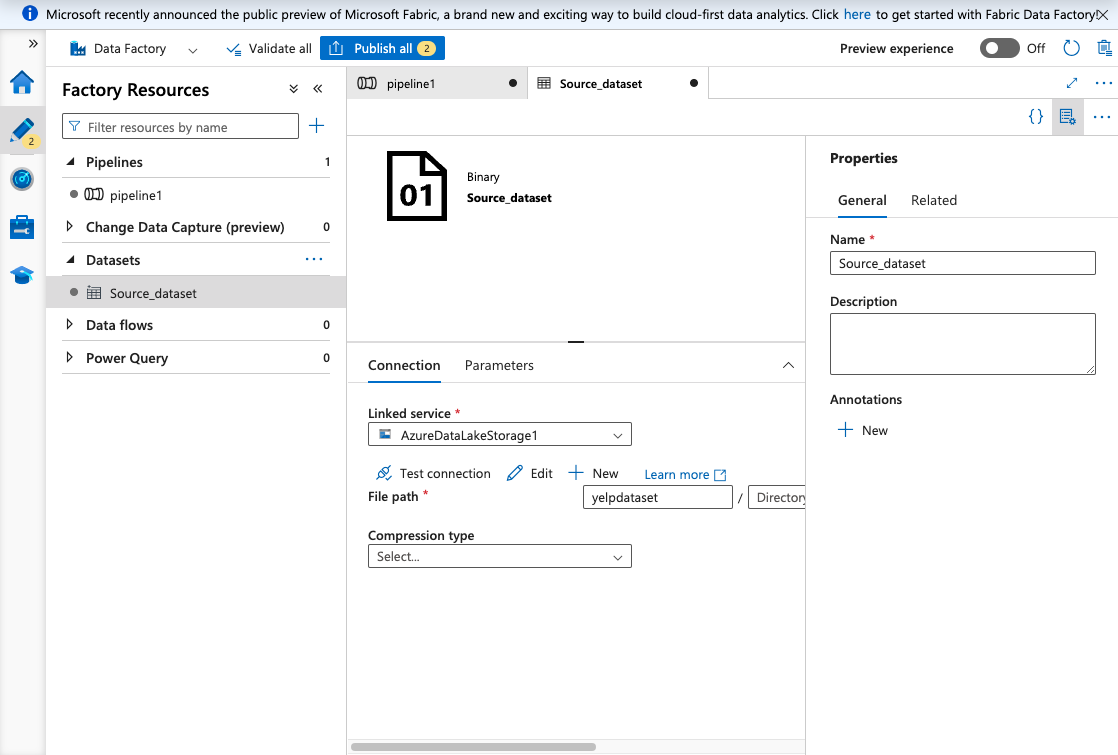 Microsoft recently announced the public preview of Microsoft Fabric, a brand new and exciting way to build cloud-first data analytics. Click here to get started with Fabric Data Factory!
Data Factory
Validate all
Publish all 2
Preview experience
Off
Factory Resources
Filter resources by name
2
Pipelines 1
pipeline1
Change Data Capture (preview) 0
Datasets
Source_dataset
Data flows 0
Power Query 0
pipeline1
Source_dataset
{}
01
Binary
Source_dataset
Connection
Parameters
Linked service *
AzureDataLakeStorage1
Test connection
Edit
New
Learn more
File path *
yelpdataset / Directory
Compression type
Select...
Properties
General
Related
Name *
Source_dataset
Description
Annotations
New